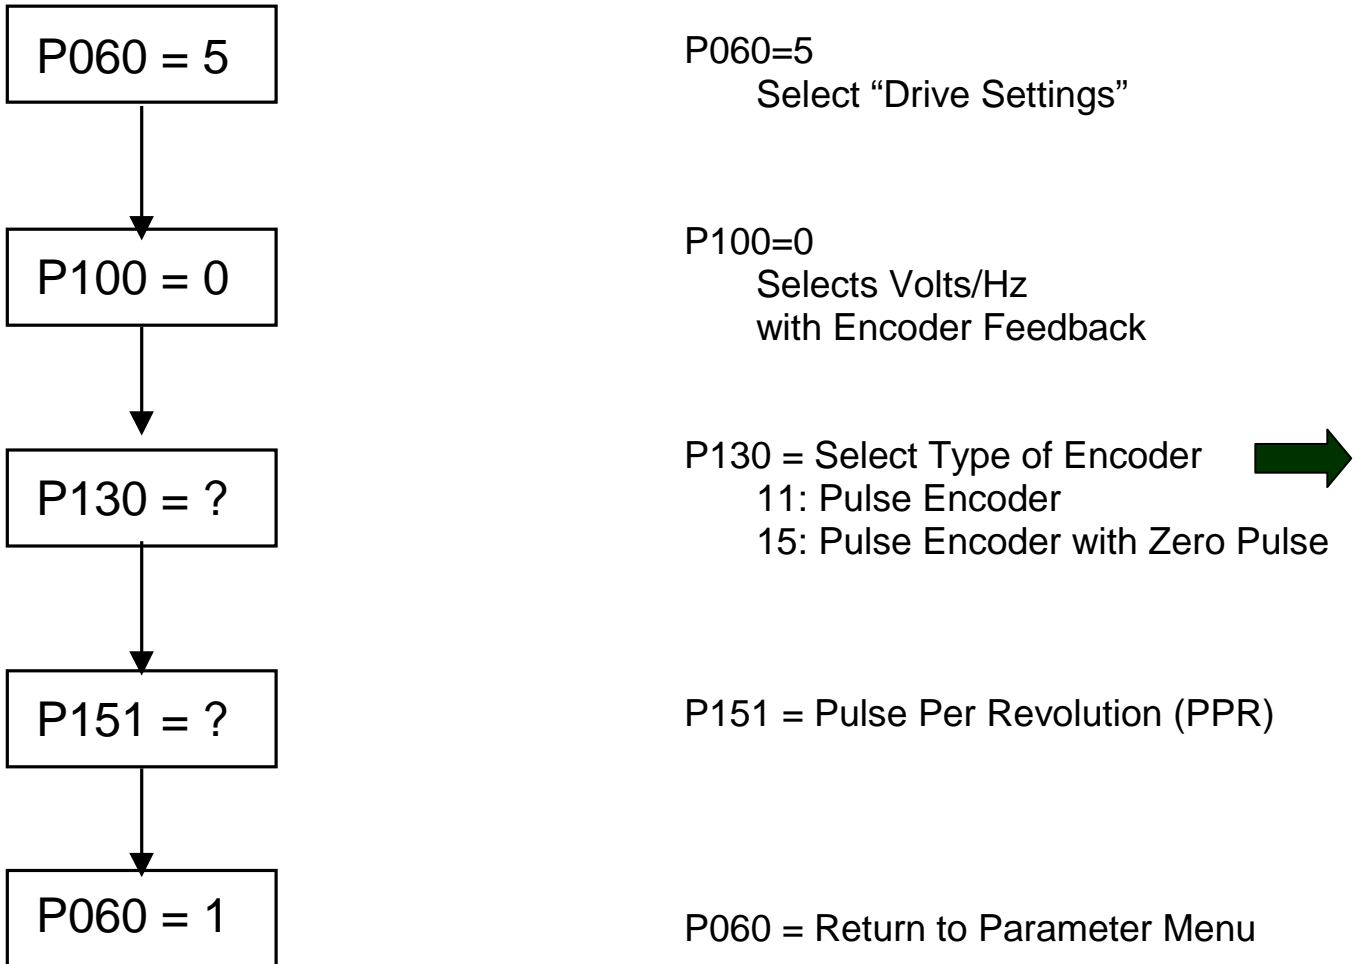 P060 = 5
P060=5
Select “Drive Settings”
P100 = 0
P100=0
Selects Volts/Hz
with Encoder Feedback
P130 = ?
P130 = Select Type of Encoder
11: Pulse Encoder
15: Pulse Encoder with Zero Pulse
P151 = ?
P151 = Pulse Per Revolution (PPR)
P060 = 1
P060 = Return to Parameter Menu